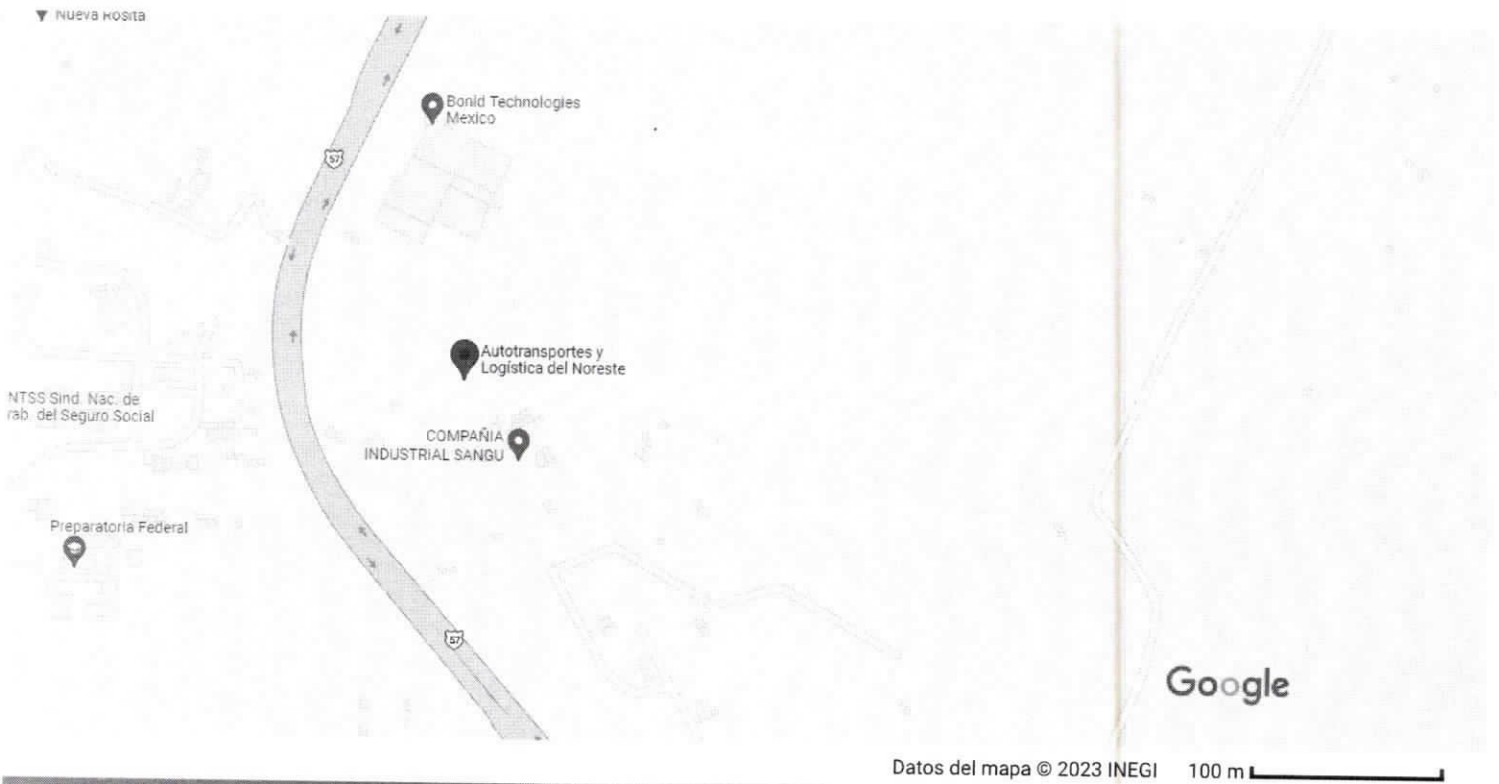 Nueva Rosita
Bonld Technologies
Mexico
57
Autotransportes y
Logística del Noreste
NTSS Sind. Nac. de
rab. del Seguro Social
COMPAÑIA
INDUSTRIAL SANGU
Preparatoria Federal
57
Google
Datos del mapa © 2023 INEGI 100 m